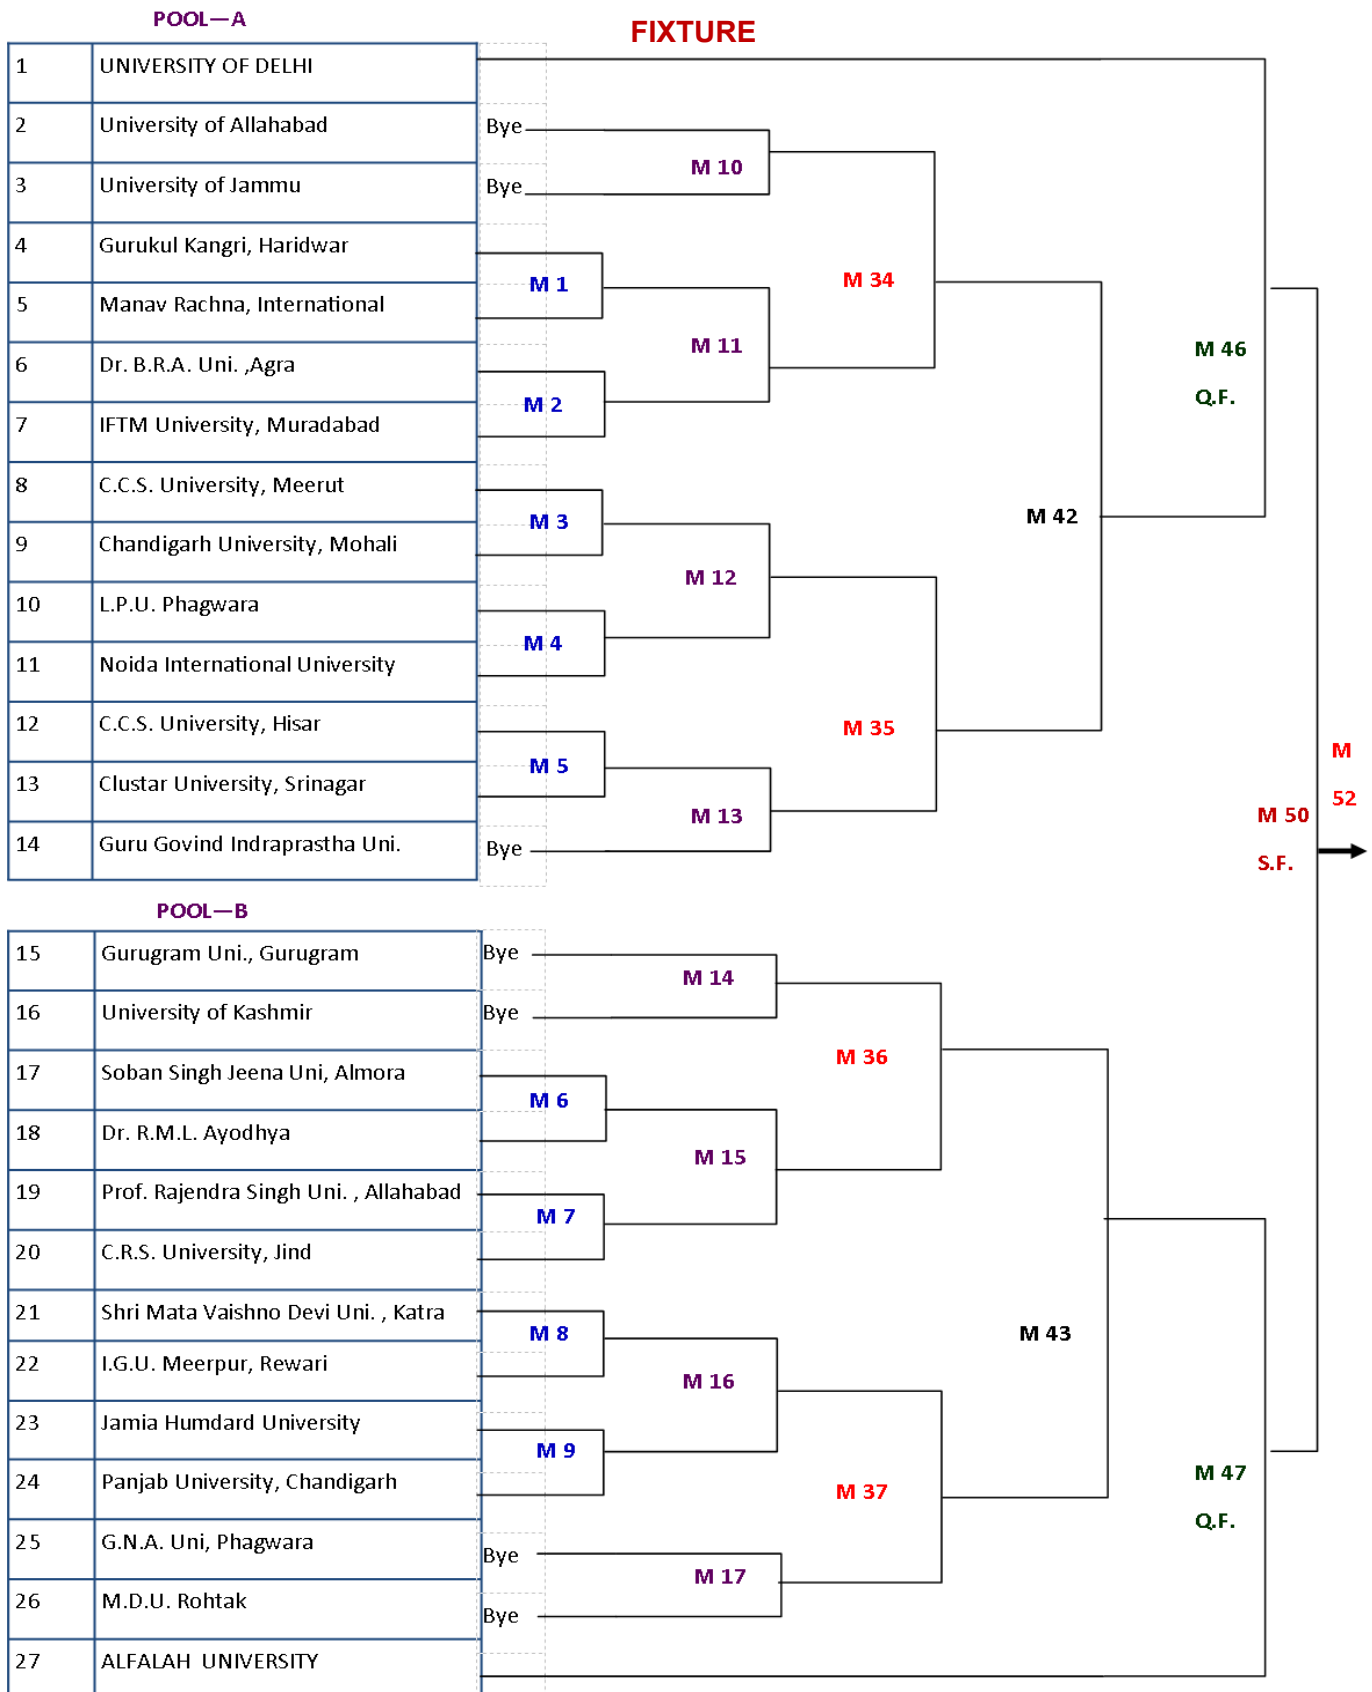 POOL—A
FIXTURE
1 UNIVERSITY OF DELHI
2 University of Allahabad Bye
M 10
3 University of Jammu Bye
4 Gurukul Kangri, Haridwar
M 1
M 34
5 Manav Rachna, International
M 11
M 46
6 Dr. B.R.A. Uni. ,Agra
M 2
Q.F.
7 IFTM University, Muradabad
8 C.C.S. University, Meerut
M 3
M 42
9 Chandigarh University, Mohali
M 12
10 L.P.U. Phagwara
M 4
11 Noida International University
12 C.C.S. University, Hisar
M 35
M
M 5
13 Clustar University, Srinagar
52
M 13
M 50
14 Guru Govind Indraprastha Uni. Bye
S.F.
POOL—B
15 Gurugram Uni., Gurugram Bye
M 14
16 University of Kashmir Bye
M 36
17 Soban Singh Jeena Uni, Almora
M 6
18 Dr. R.M.L. Ayodhya
M 15
19 Prof. Rajendra Singh Uni. , Allahabad
M 7
20 C.R.S. University, Jind
21 Shri Mata Vaishno Devi Uni. , Katra
M 8
M 43
22 I.G.U. Meerpur, Rewari
M 16
23 Jamia Humdard University
M 9
M 47
24 Panjab University, Chandigarh
M 37
Q.F.
25 G.N.A. Uni, Phagwara Bye
M 17
26 M.D.U. Rohtak Bye
27 ALFALAH UNIVERSITY